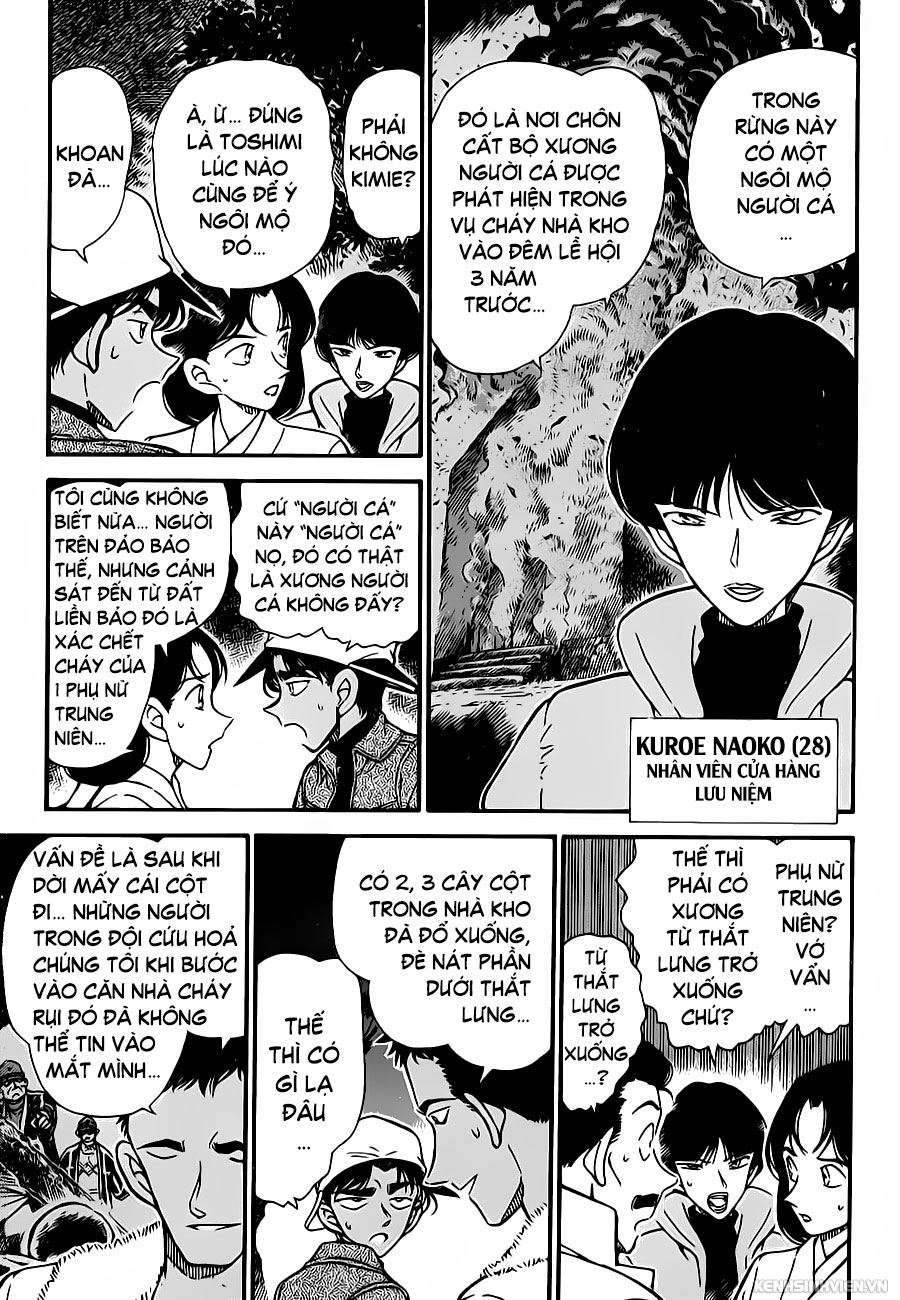 TRONG
RỪNG NÀY
CÓ MỘT
NGÔI MỘ
NGƯỜI CÁ
...
ĐÓ LÀ NƠI CHÔN
CẤT BỘ XƯƠNG
NGƯỜI CÁ ĐƯỢC
PHÁT HIỆN TRONG
VỤ CHÁY NHÀ KHO
VÀO ĐÊM LỄ HỘI
3 NĂM
TRƯỚC...
KUROE NAOKO (28)
NHÂN VIÊN CỬA HÀNG
LƯU NIỆM
PHẢI
KHÔNG
KIMIE?
À, Ừ... ĐÚNG
LÀ TOSHIMI
LÚC NÀO
CŨNG ĐỂ Ý
NGÔI MỘ
ĐÓ...
KHOAN
ĐÃ...
CỨ "NGƯỜI CÁ"
NÀY "NGƯỜI CÁ"
NỌ, ĐÓ CÓ THẬT
LÀ XƯƠNG NGƯỜI
CÁ KHÔNG ĐẤY?
TÔI CŨNG KHÔNG
BIẾT NỮA... NGƯỜI
TRÊN ĐẢO BẢO
THẾ, NHƯNG CẢNH
SÁT ĐẾN TỪ ĐẤT
LIỀN BẢO ĐÓ LÀ
XÁC CHẾT
CHÁY CỦA
1 PHỤ NỮ
TRUNG
NIÊN...
PHỤ NỮ
TRUNG
NIÊN?
VỚ
VẨN
...
THẾ THÌ
PHẢI CÓ
XƯƠNG
TỪ THẮT
LƯNG TRỞ
XUỐNG
CHỨ?
TỪ
THẮT
LƯNG
TRỞ
XUỐNG
...?
CÓ 2, 3 CÂY CỘT
TRONG NHÀ KHO
ĐÃ ĐỔ XUỐNG,
ĐÈ NÁT PHẦN
DƯỚI THẮT
LƯNG...
THẾ
THÌ CÓ
GÌ LẠ
ĐÂU
...
VẤN ĐỀ LÀ SAU KHI
DỜI MẤY CÁI CỘT
ĐI... NHỮNG NGƯỜI
TRONG ĐỘI CỨU HOẢ
CHÚNG TÔI KHI BƯỚC
VÀO CĂN NHÀ CHÁY
RỤI ĐÓ ĐÃ KHÔNG
THỂ TIN VÀO
MẮT MÌNH...
KENHSINHVIEN.VN